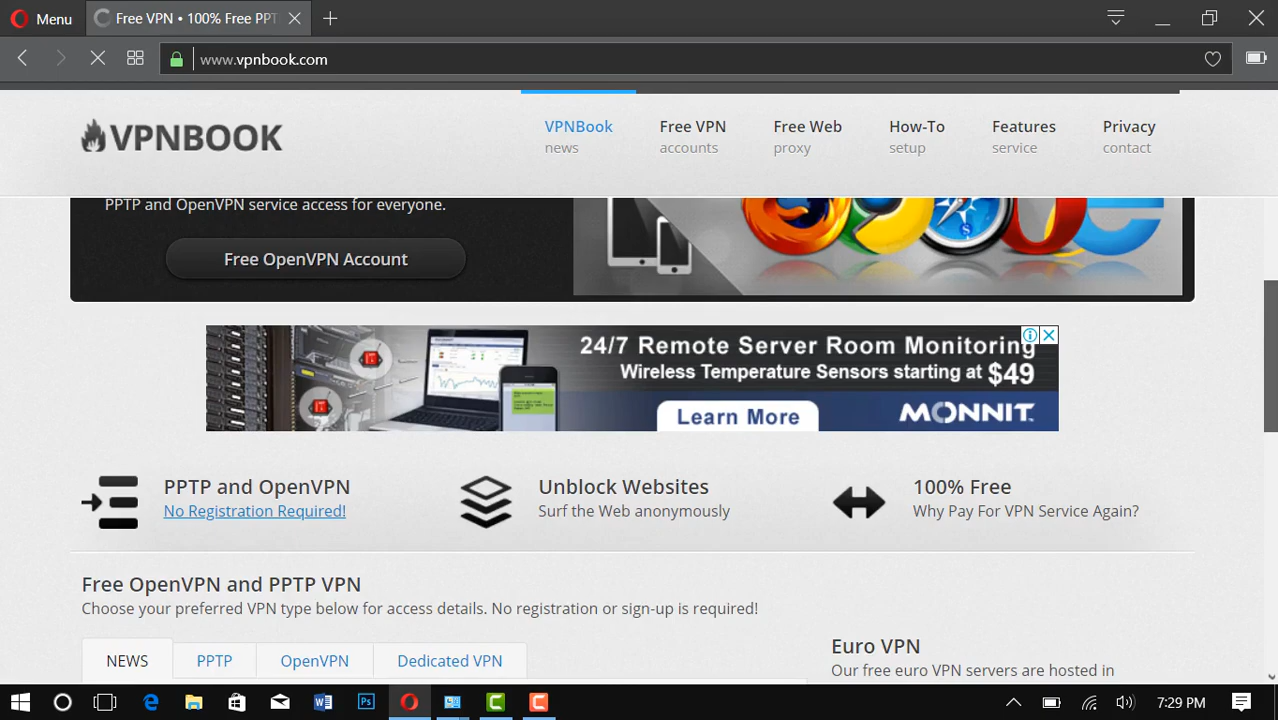 Menu
Free VPN • 100% Free PPT
www.vpnbook.com
VPNBOOK
VPNBook
news
Free VPN
accounts
Free Web
proxy
How-To
setup
Features
service
Privacy
contact
PPTP and OpenVPN service access for everyone.
Free OpenVPN Account
24/7 Remote Server Room Monitoring
Wireless Temperature Sensors starting at $49
Learn More
MONNIT
PPTP and OpenVPN
No Registration Required!
Unblock Websites
Surf the Web anonymously
100% Free
Why Pay For VPN Service Again?
Free OpenVPN and PPTP VPN
Choose your preferred VPN type below for access details. No registration or sign-up is required!
NEWS
PPTP
OpenVPN
Dedicated VPN
Euro VPN
Our free euro VPN servers are hosted in
7:29 PM